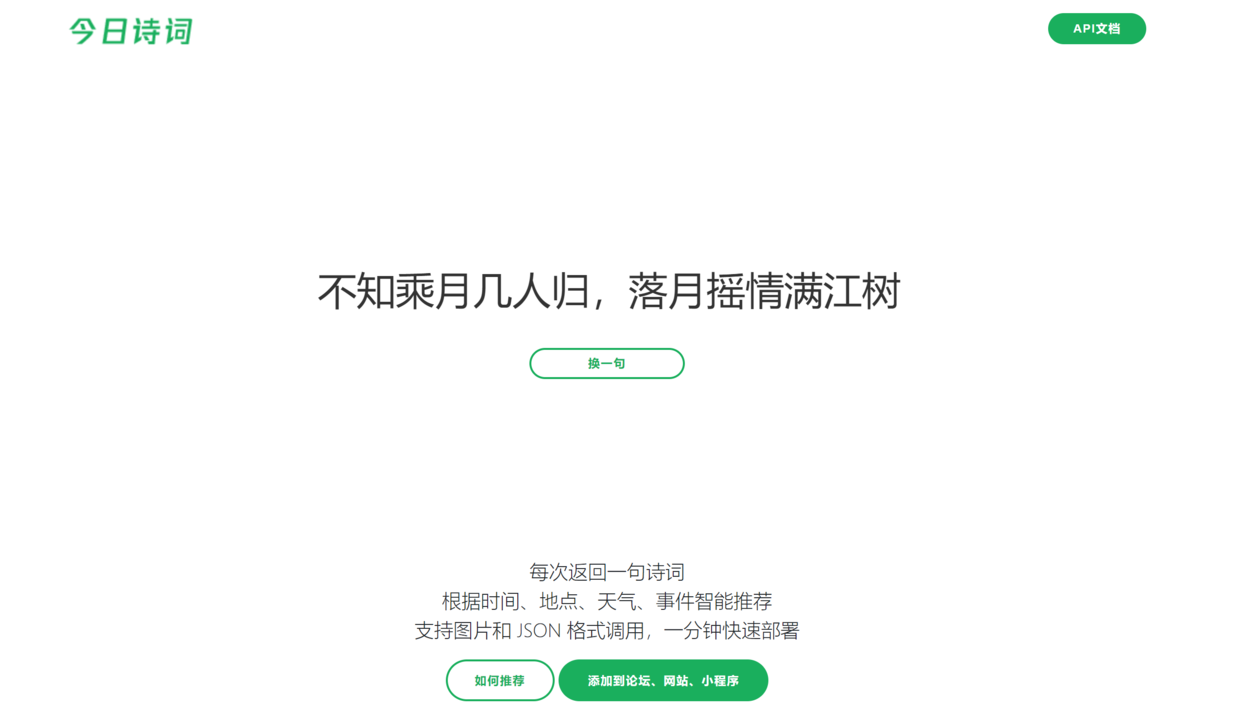 今日诗词
API文档
不知乘月几人归，落月摇情满江树
换一句
每次返回一句诗词
根据时间、地点、天气、事件智能推荐
支持图片和 JSON 格式调用，一分钟快速部署
如何推荐
添加到论坛、网站、小程序